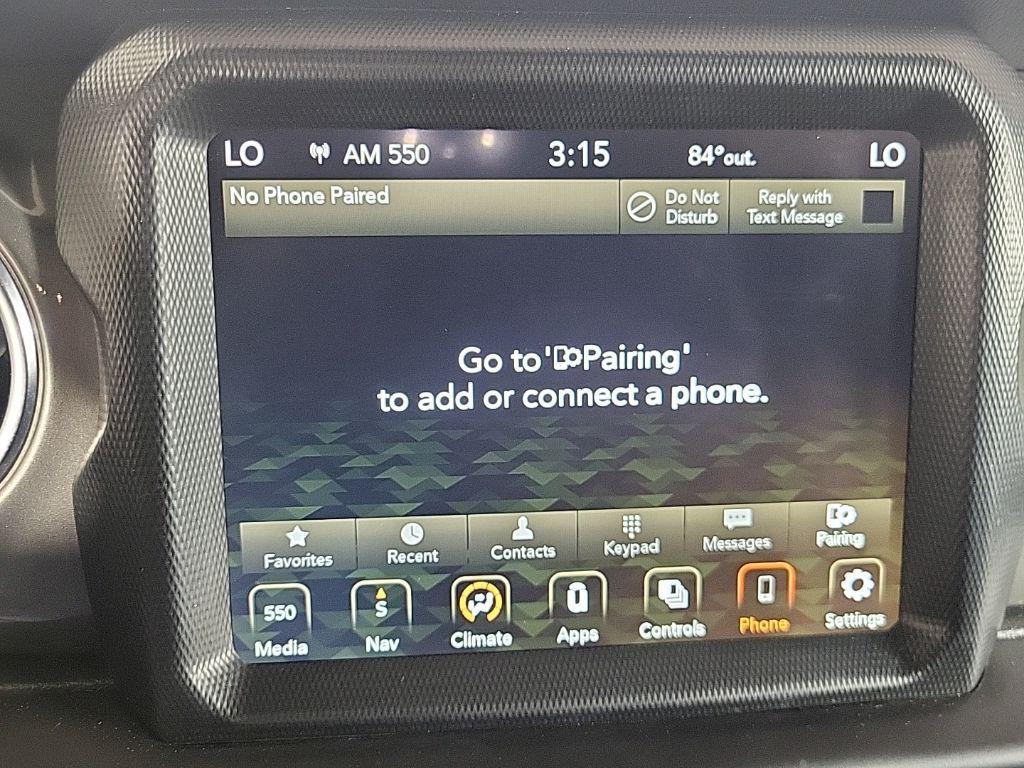 LO AM 550 3:15 84°out. LO
No Phone Paired
Do Not
Disturb
Reply with
Text Message
Go to 'Pairing'
to add or connect a phone.
Favorites Recent Contacts Keypad Messages Pairing
550 S
Media Nav Climate Apps Controls Phone Settings